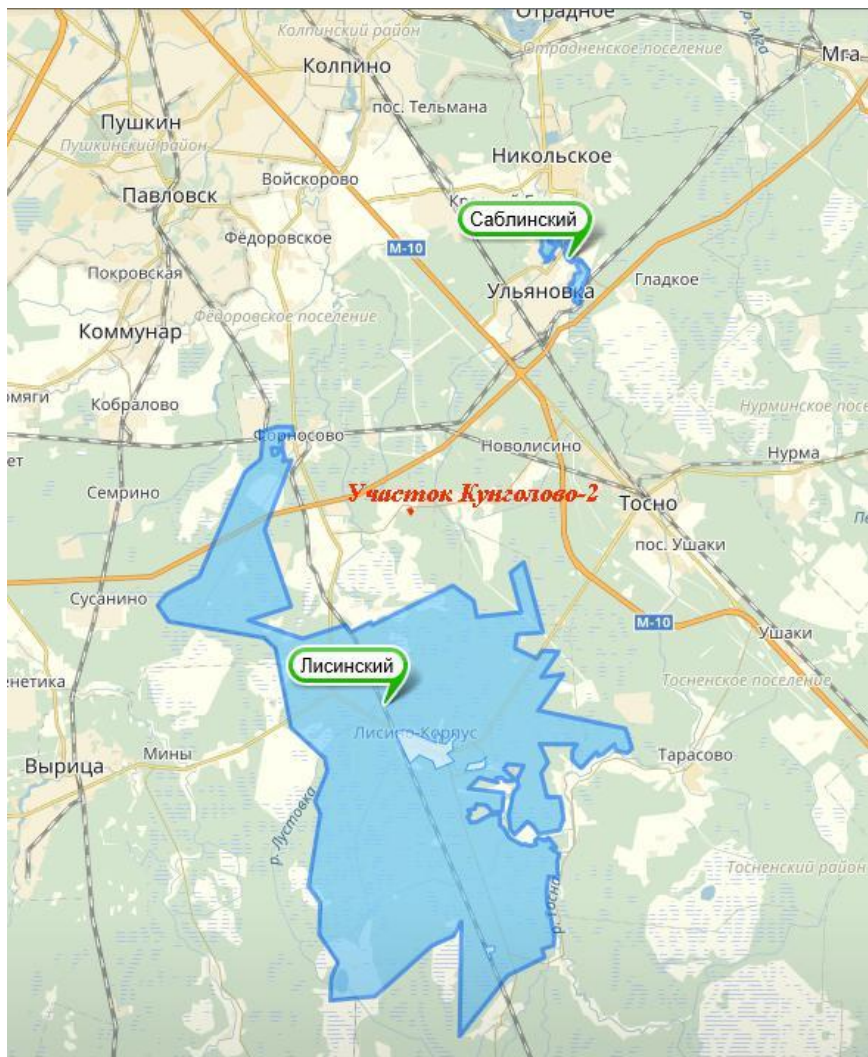 Отрадное
Колпинский район
Колпино
Отрадненское поселение
р. Мга
Мга
пос. Тельмана
Пушкин
Пушкинский район
Никольское
Войскорово
Павловск
Саблинский
Фёдоровское
М-10
Покровская
Ульяновка
Гладкое
Фёдоровское поселение
Коммунар
Кобралово
Форносово
Новолисино
Нурма
Семрино
Участок Кунголово-2
Тосно
пос. Ушаки
Сусанино
М-10
Ушаки
Лисинский
Тосненское поселение
Лисино-Корпус
Мины
Тарасово
Вырица
р. Лустовка
Тосненский район
р. Тосна